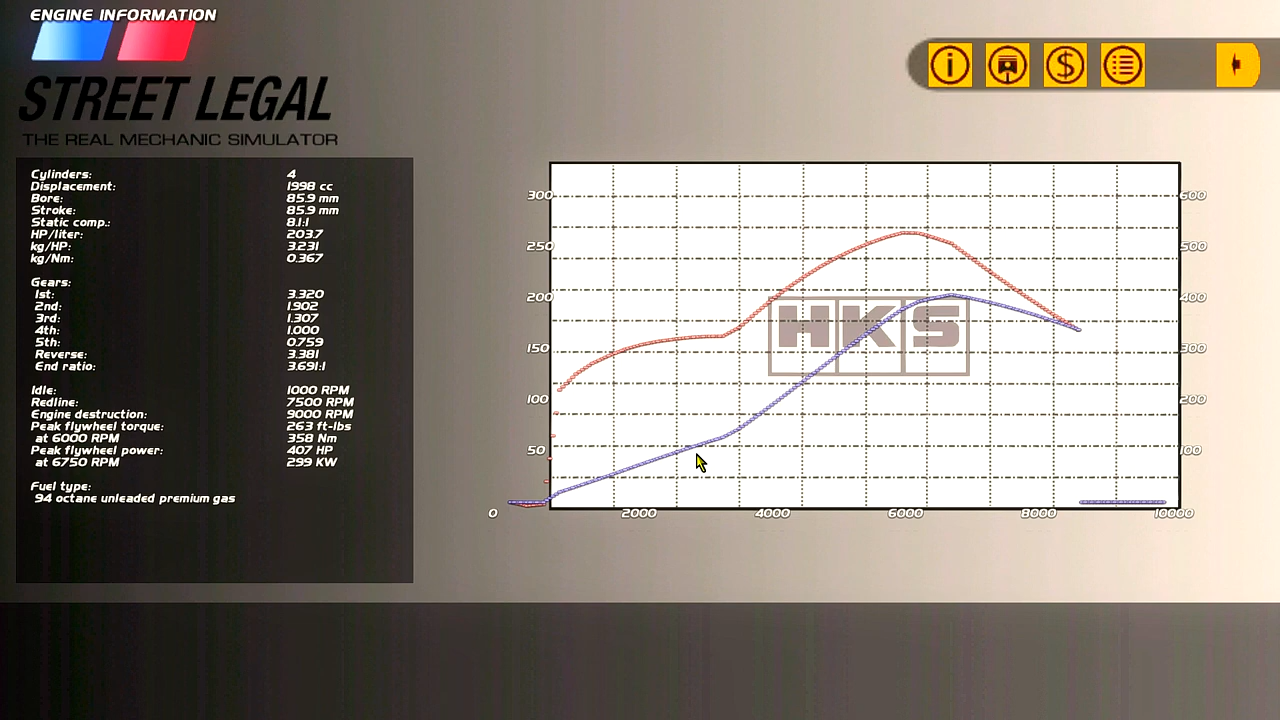 ENGINE INFORMATION
STREET LEGAL
THE REAL MECHANIC SIMULATOR
Cylinders: 4
Displacement: 1998 cc
Bore: 85.9 mm
Stroke: 85.9 mm
Static comp.: 8.1:1
HP/liter: 203.7
kg/HP: 3.231
kg/Nm: 0.367
Gears:
1st: 3.320
2nd: 1.902
3rd: 1.307
4th: 1.000
5th: 0.759
Reverse: 3.381
End ratio: 3.691:1
Idle: 1000 RPM
Redline: 7500 RPM
Engine destruction: 9000 RPM
Peak flywheel torque: 263 ft-lbs
at 6000 RPM 358 Nm
Peak flywheel power: 407 HP
at 6750 RPM 299 KW
Fuel type:
94 octane unleaded premium gas
300 600
250 500
200 400
150 300
100 200
50 100
HKS
0 2000 4000 6000 8000 10000